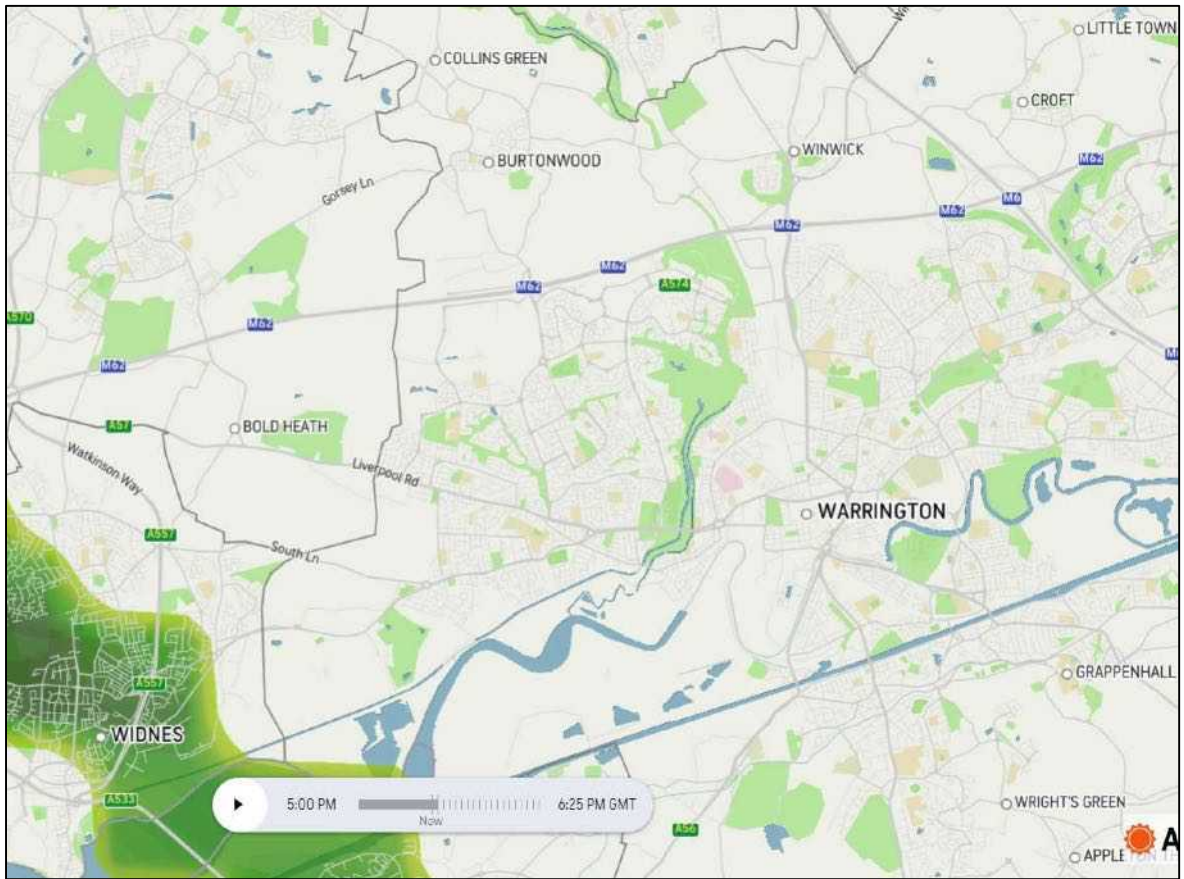 LITTLE TOWN
COLLINS GREEN
CROFT
WINWICK
BURTONWOOD
M62
Gorsey Ln
M6
M62
M62
M62
A574
M62
A570
M62
M62
A57
BOLD HEATH
Watkinson Way
Liverpool Rd
WARRINGTON
A557
South Ln
GRAPPENHALL
A557
WIDNES
5:00 PM
6:25 PM GMT
Now
A533
WRIGHT'S GREEN
A56
A